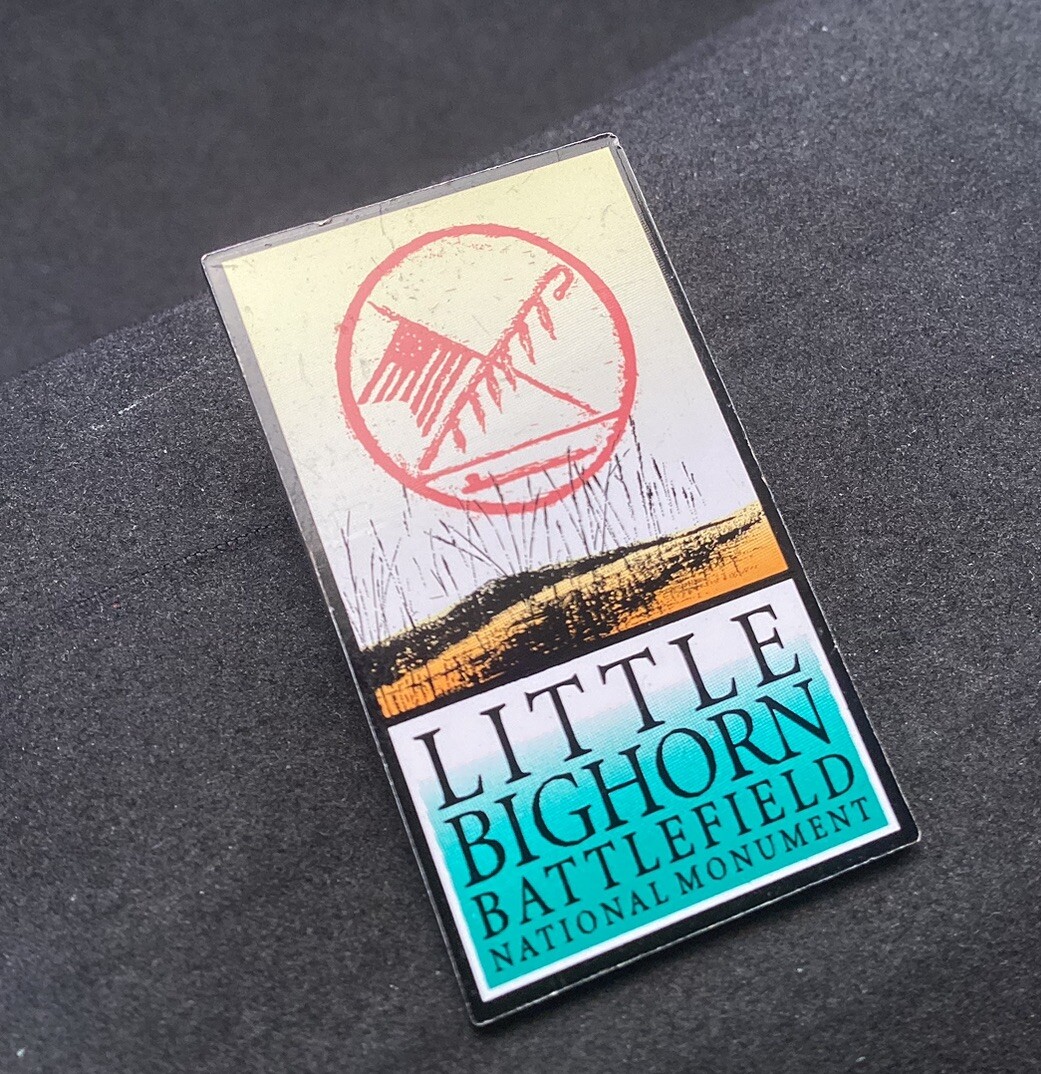 LITTLE
BIGHORN
BATTLEFIELD
NATIONAL MONUMENT